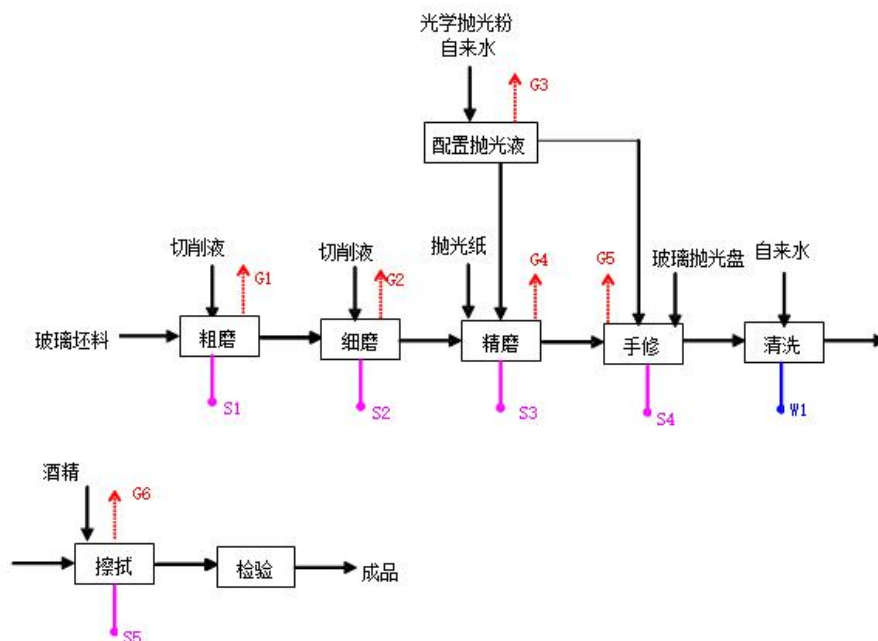 光学抛光粉
自来水
G3
配置抛光液
切削液
G1
切削液
G2
抛光纸
G4
G5
玻璃抛光盘
自来水
玻璃坯料
粗磨
细磨
精磨
手修
清洗
S1
S2
S3
S4
W1
酒精
G6
擦拭
检验
成品
S5